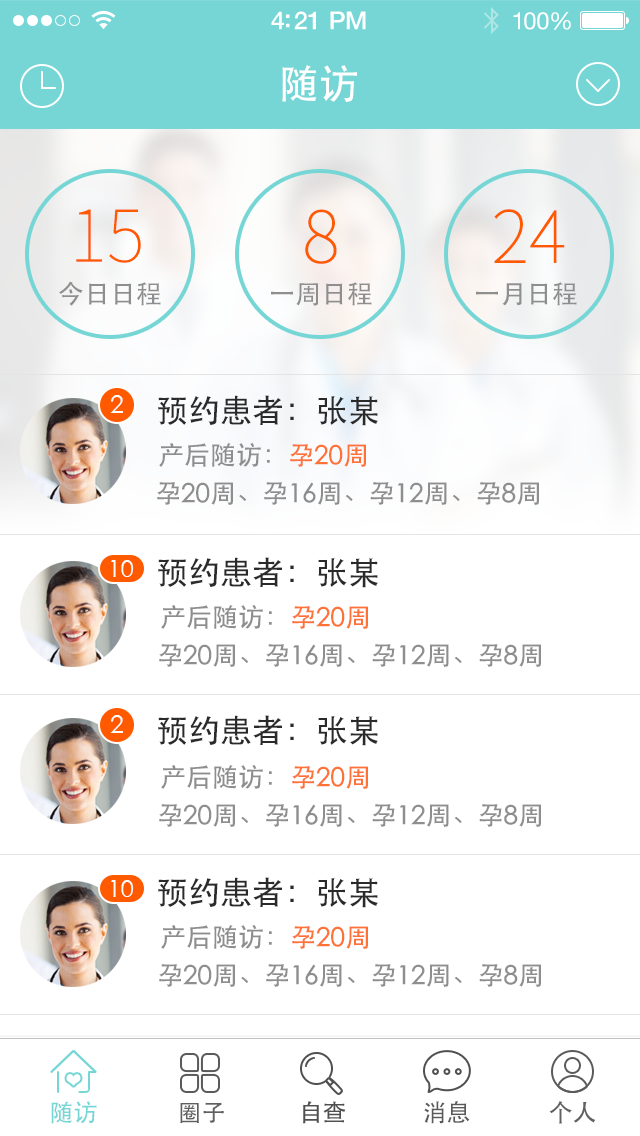 4:21 PM 100%
随访
15 8 24
今日日程 一周日程 一月日程
2
预约患者：张某
产后随访：孕20周
孕20周、孕16周、孕12周、孕8周
10
预约患者：张某
产后随访：孕20周
孕20周、孕16周、孕12周、孕8周
2
预约患者：张某
产后随访：孕20周
孕20周、孕16周、孕12周、孕8周
10
预约患者：张某
产后随访：孕20周
孕20周、孕16周、孕12周、孕8周
随访 圈子 自查 消息 个人